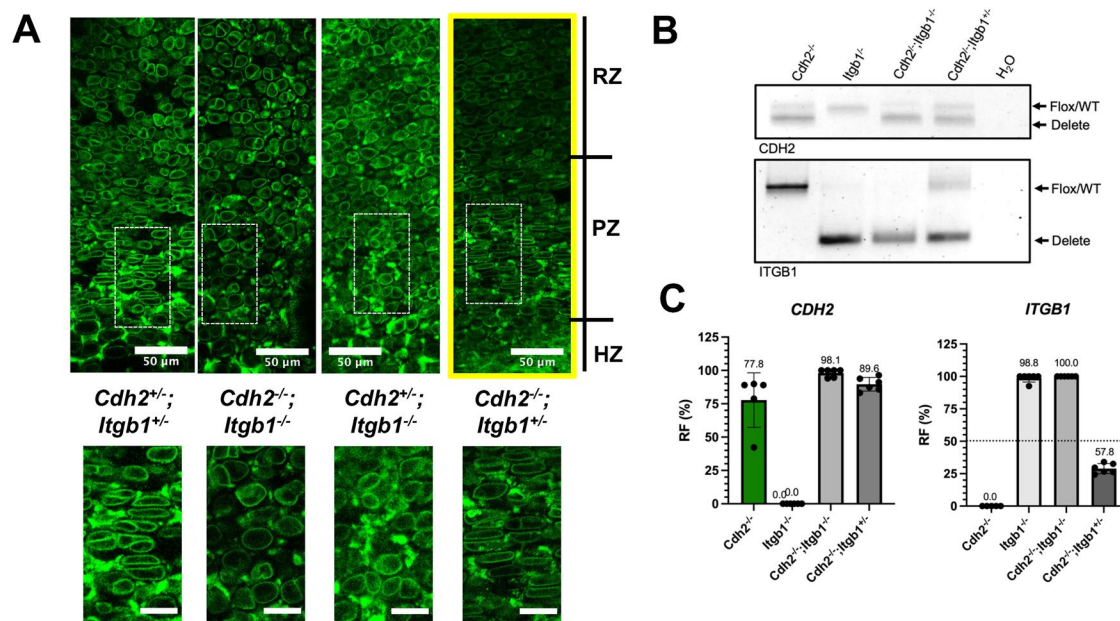 A
RZ
PZ
HZ
50 µm
50 µm
50 µm
50 µm
Cdh2+/-;
Itgb1+/-
Cdh2-/-;
Itgb1-/-
Cdh2+/-;
Itgb1-/-
Cdh2-/-;
Itgb1+/-
B
Cdh2-/-
Itgb1-/-
Cdh2-/-;Itgb1-/-
Cdh2-/-;Itgb1+/-
H2O
Flox/WT
Delete
CDH2
Flox/WT
Delete
ITGB1
C
CDH2
RF (%)
125
100
75
50
25
0
77.8
0.0
0.0
98.1
89.6
Cdh2-/-
Itgb1-/-
Cdh2-/-;Itgb1-/-
Cdh2-/-;Itgb1+/-
ITGB1
RF (%)
125
100
75
50
25
0
0.0
98.8
100.0
57.8
Cdh2-/-
Itgb1-/-
Cdh2-/-;Itgb1-/-
Cdh2-/-;Itgb1+/-